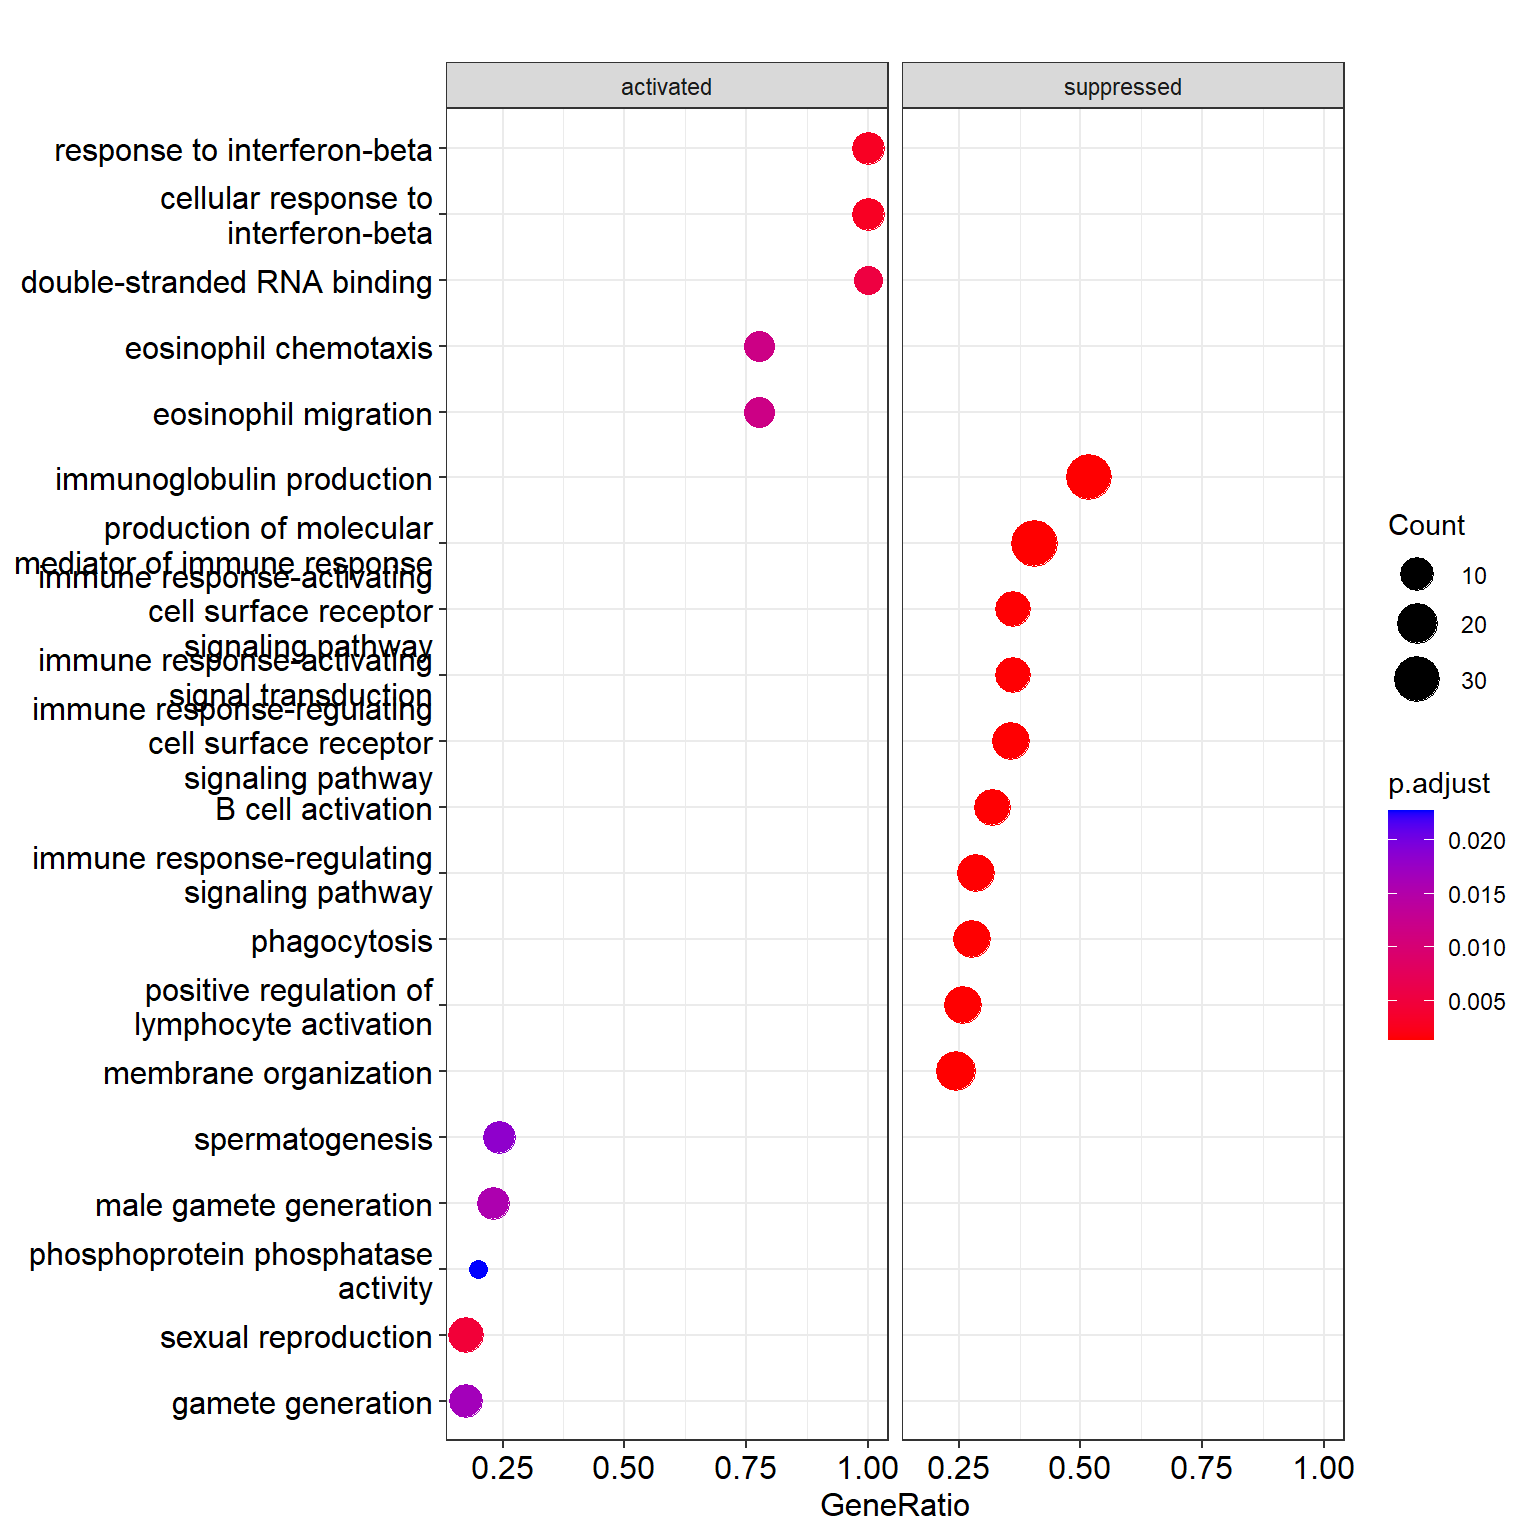 activated
suppressed
response to interferon-beta
cellular response to
interferon-beta
double-stranded RNA binding
eosinophil chemotaxis
eosinophil migration
immunoglobulin production
production of molecular
mediator of immune response
immune response-activating
cell surface receptor
signaling pathway
immune response-activating
signal transduction
immune response-regulating
cell surface receptor
signaling pathway
B cell activation
immune response-regulating
signaling pathway
phagocytosis
positive regulation of
lymphocyte activation
membrane organization
spermatogenesis
male gamete generation
phosphoprotein phosphatase
activity
sexual reproduction
gamete generation
0.25 0.50 0.75 1.00 0.25 0.50 0.75 1.00
GeneRatio
Count
10
20
30
p.adjust
0.020
0.015
0.010
0.005